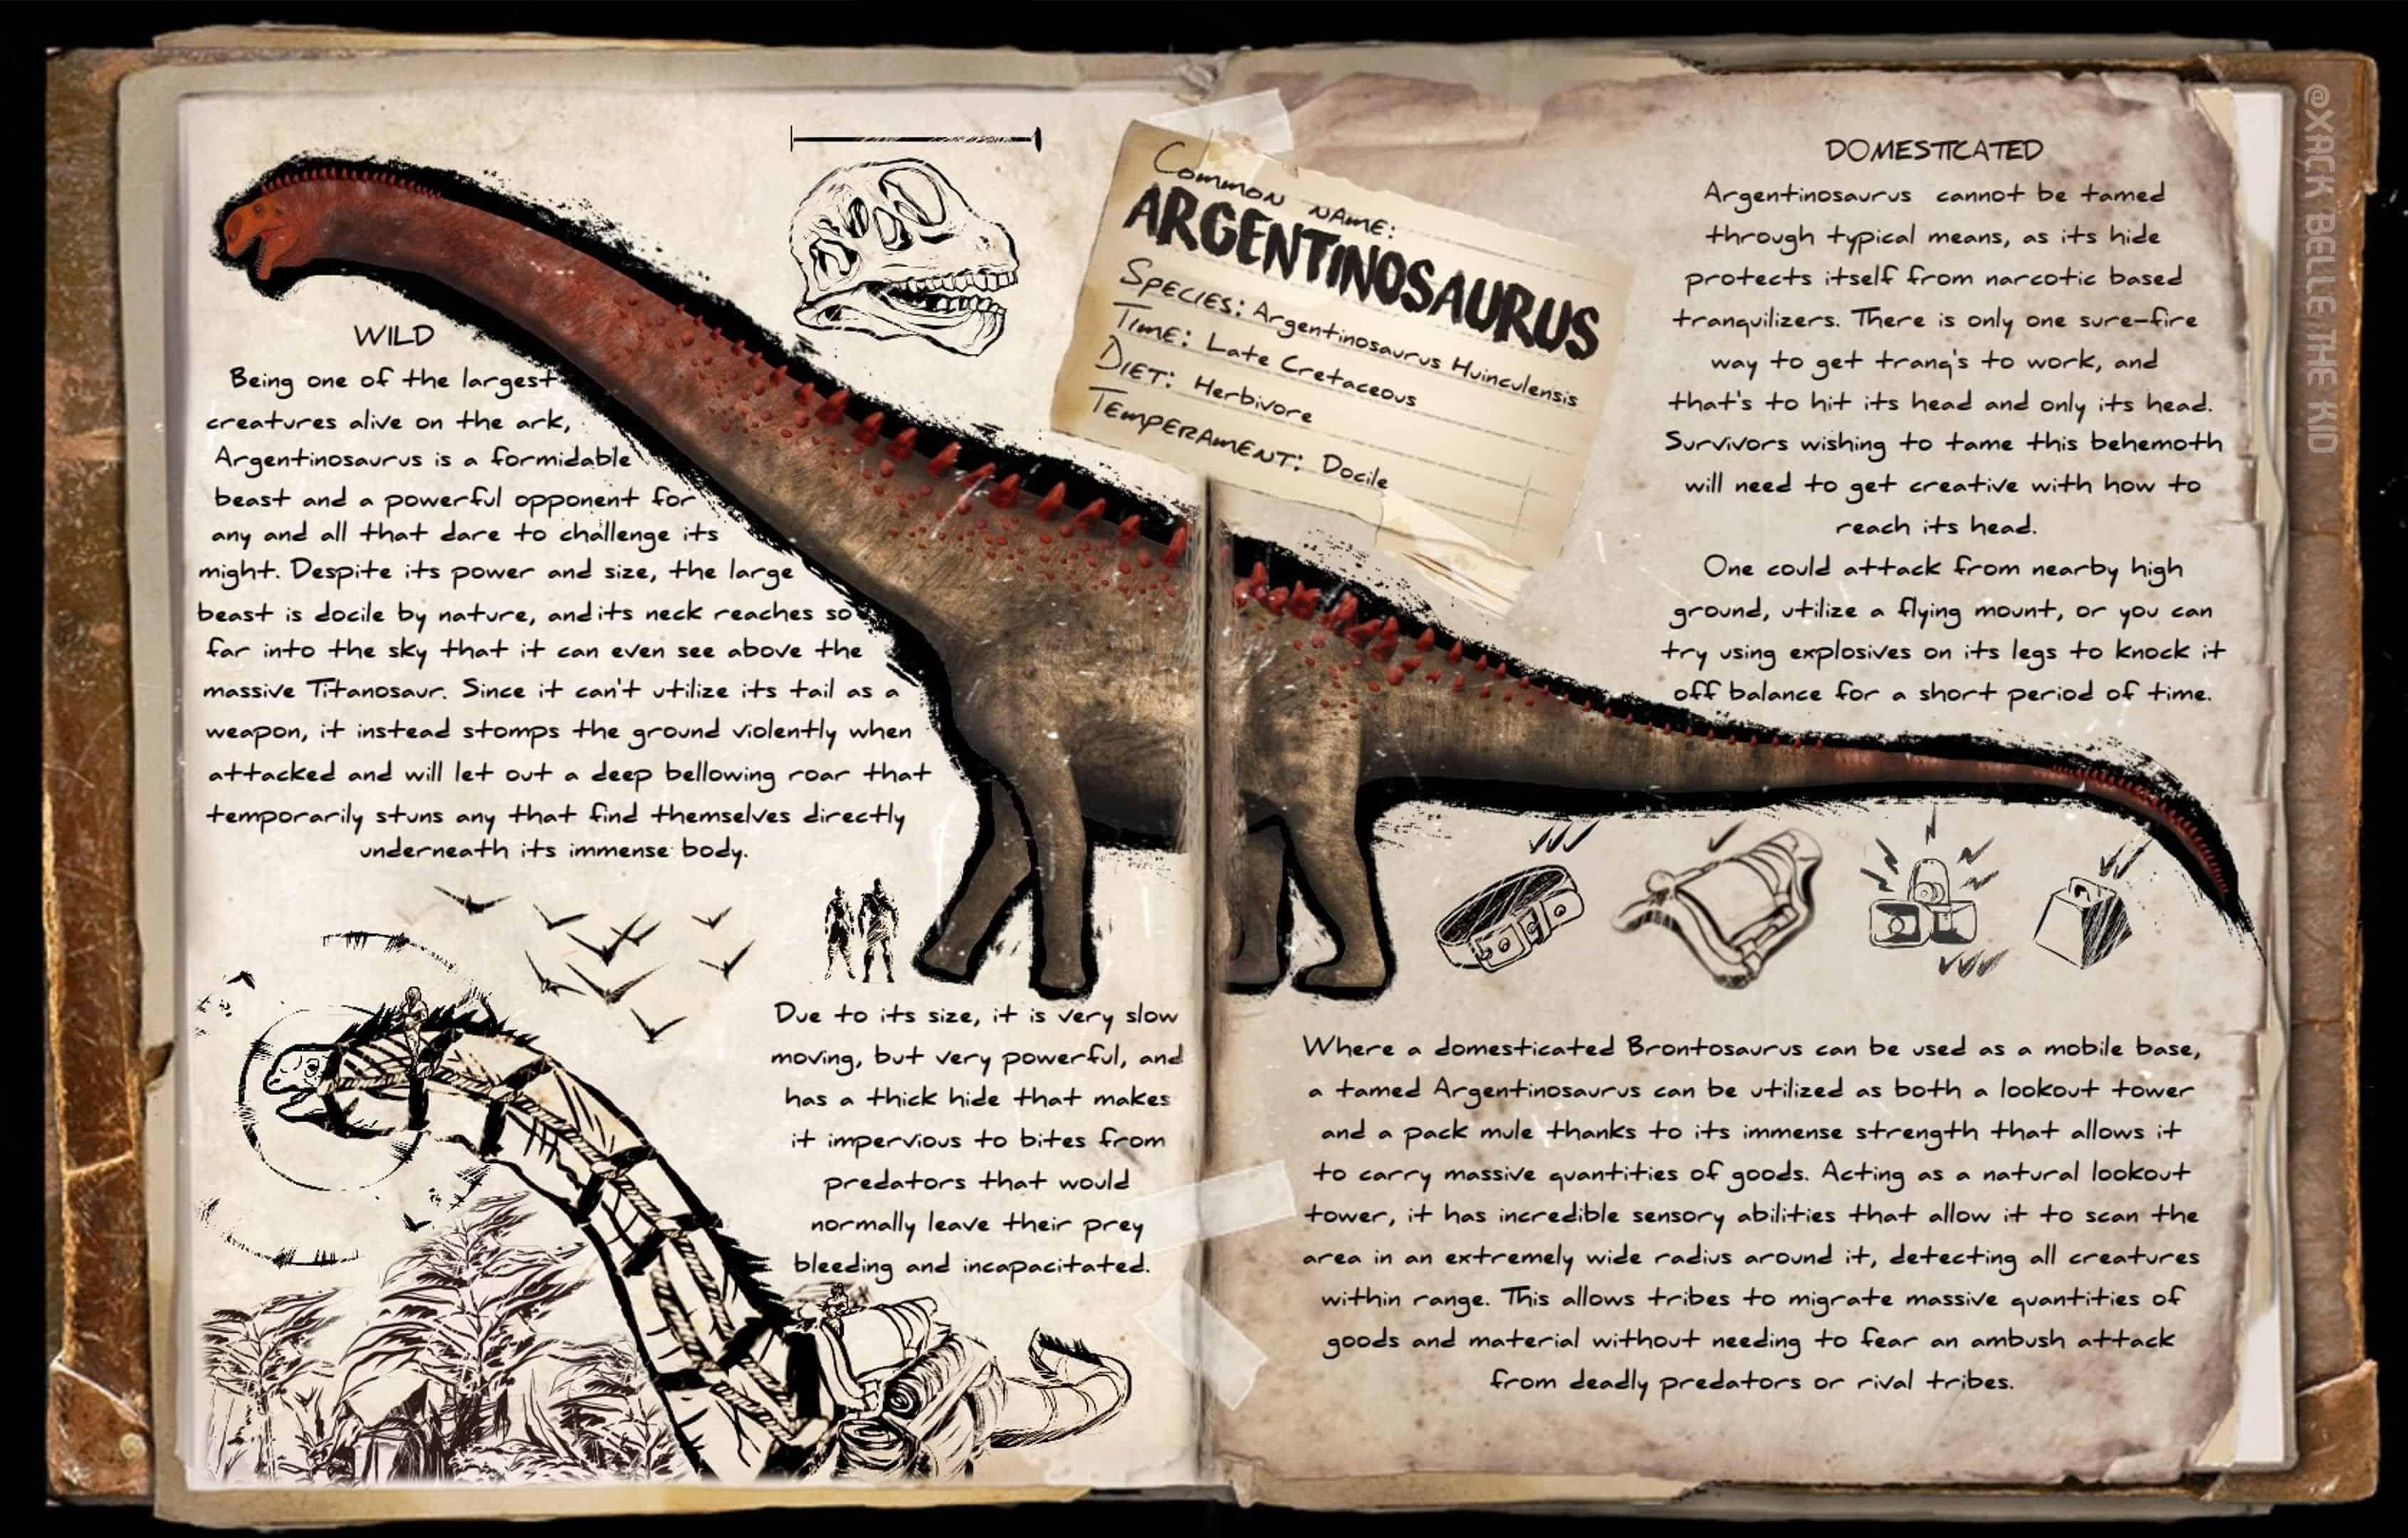 COMMON NAME:
ARGENTINOSAURUS
SPECIES: Argentinosaurus Huinculensis
TIME: Late Cretaceous
DIET: Herbivore
TEMPERAMENT: Docile
WILD
Being one of the largest
creatures alive on the ark,
Argentinosaurus is a formidable
beast and a powerful opponent for
any and all that dare to challenge its
might. Despite its power and size, the large
beast is docile by nature, and its neck reaches so
far into the sky that it can even see above the
massive Titanosaur. Since it can't utilize its tail as a
weapon, it instead stomps the ground violently when
attacked and will let out a deep bellowing roar that
temporarily stuns any that find themselves directly
underneath its immense body.
Due to its size, it is very slow
moving, but very powerful, and
has a thick hide that makes
it impervious to bites from
predators that would
normally leave their prey
bleeding and incapacitated.
DOMESTICATED
Argentinosaurus cannot be tamed
through typical means, as its hide
protects itself from narcotic based
tranquilizers. There is only one sure-fire
way to get tranq's to work, and
that's to hit its head and only its head.
Survivors wishing to tame this behemoth
will need to get creative with how to
reach its head.
One could attack from nearby high
ground, utilize a flying mount, or you can
try using explosives on its legs to knock it
off balance for a short period of time.
Where a domesticated Brontosaurus can be used as a mobile base,
a tamed Argentinosaurus can be utilized as both a lookout tower
and a pack mule thanks to its immense strength that allows it
to carry massive quantities of goods. Acting as a natural lookout
tower, it has incredible sensory abilities that allow it to scan the
area in an extremely wide radius around it, detecting all creatures
within range. This allows tribes to migrate massive quantities of
goods and material without needing to fear an ambush attack
from deadly predators or rival tribes.
@XACK BELLE THE KID